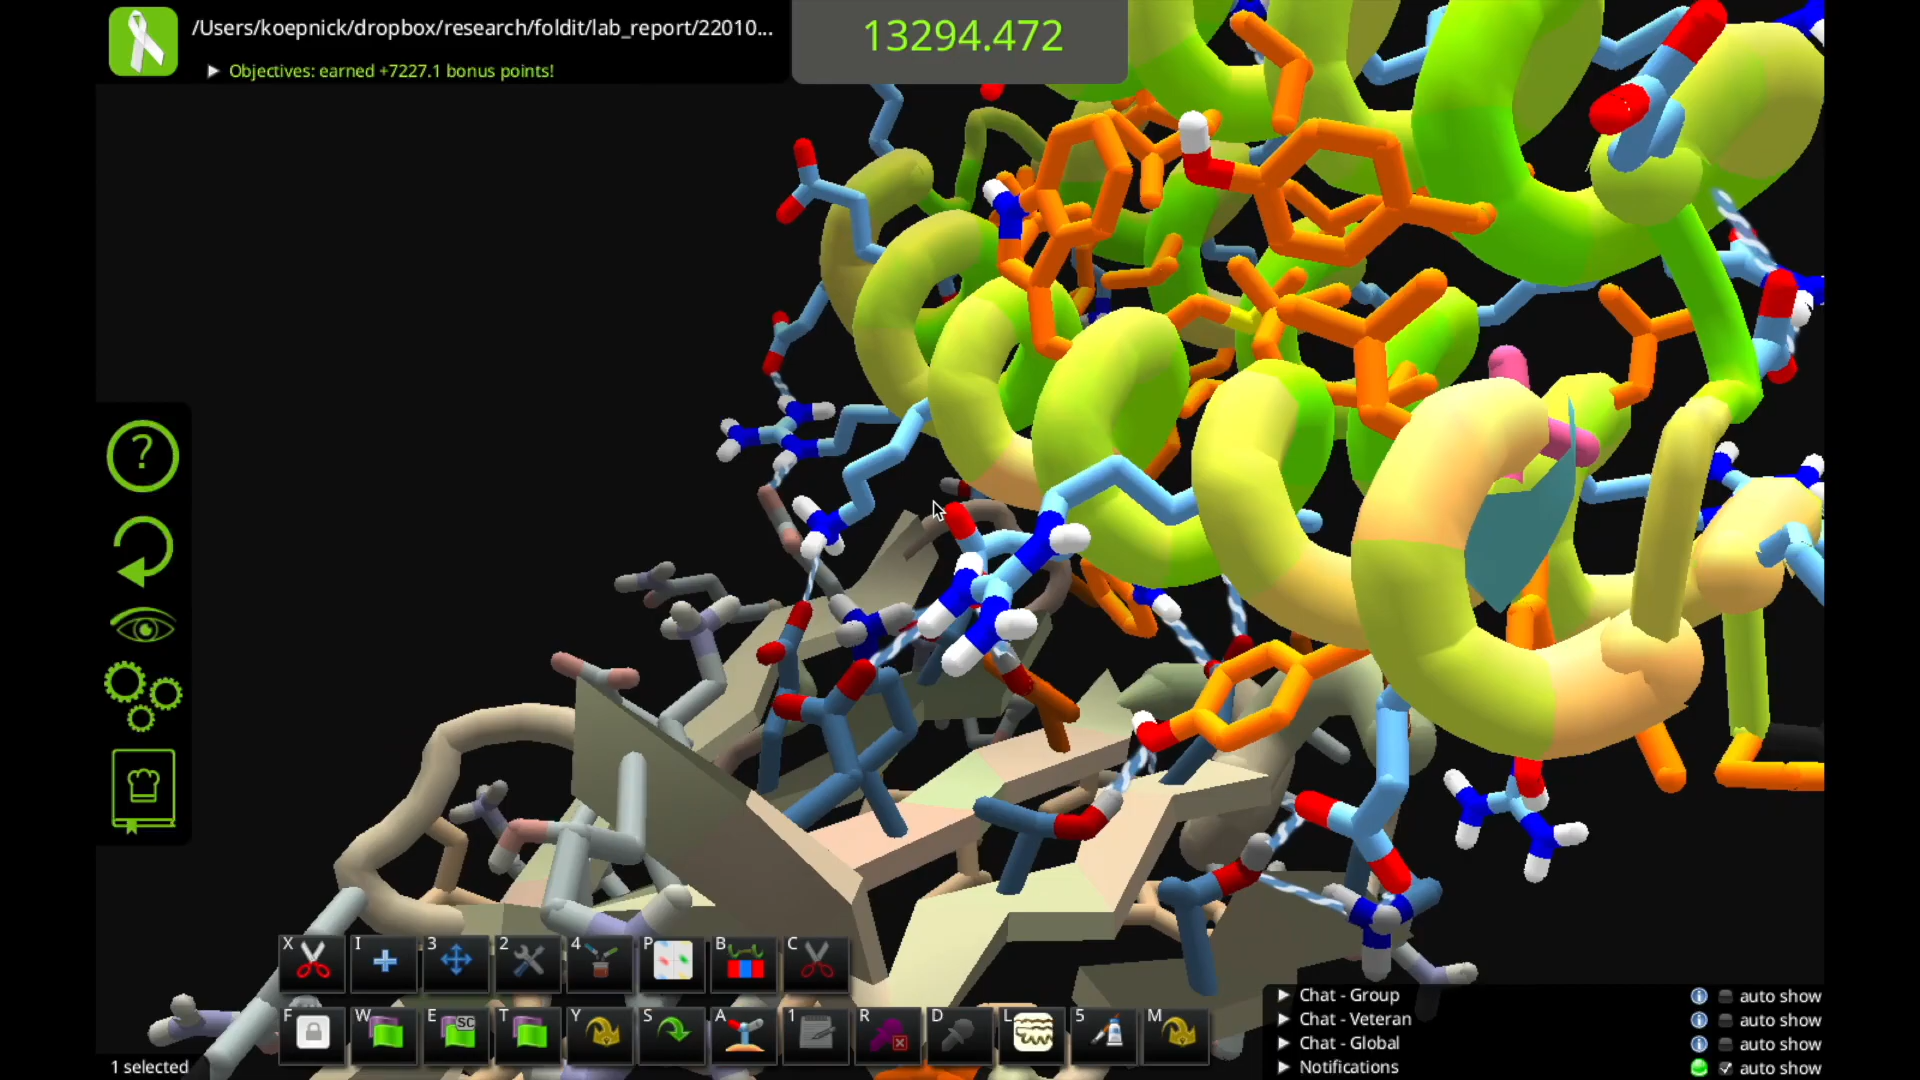 /Users/koepnick/dropbox/research/foldit/lab_report/22010...
13294.472
Objectives: earned +7227.1 bonus points!
?
X I 3 2 4 P B C
F W E SC T Y S A 1 R D L 5 M
1 selected
Chat - Group auto show
Chat - Veteran auto show
Chat - Global auto show
Notifications auto show